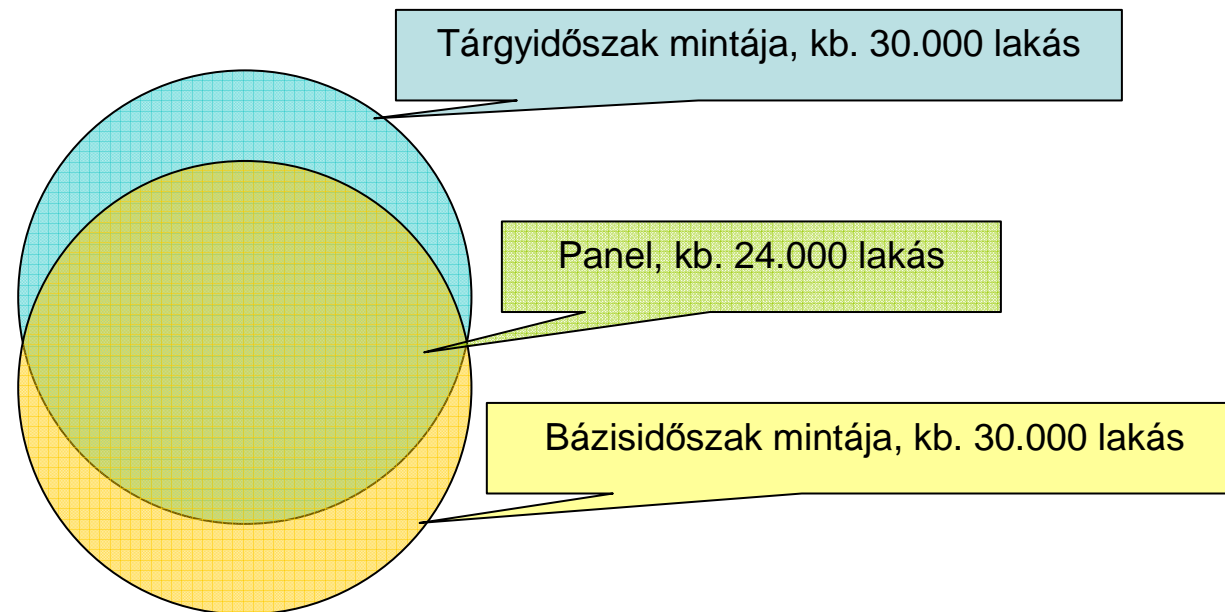 Tárgyidőszak mintája, kb. 30.000 lakás
Panel, kb. 24.000 lakás
Bázisidőszak mintája, kb. 30.000 lakás